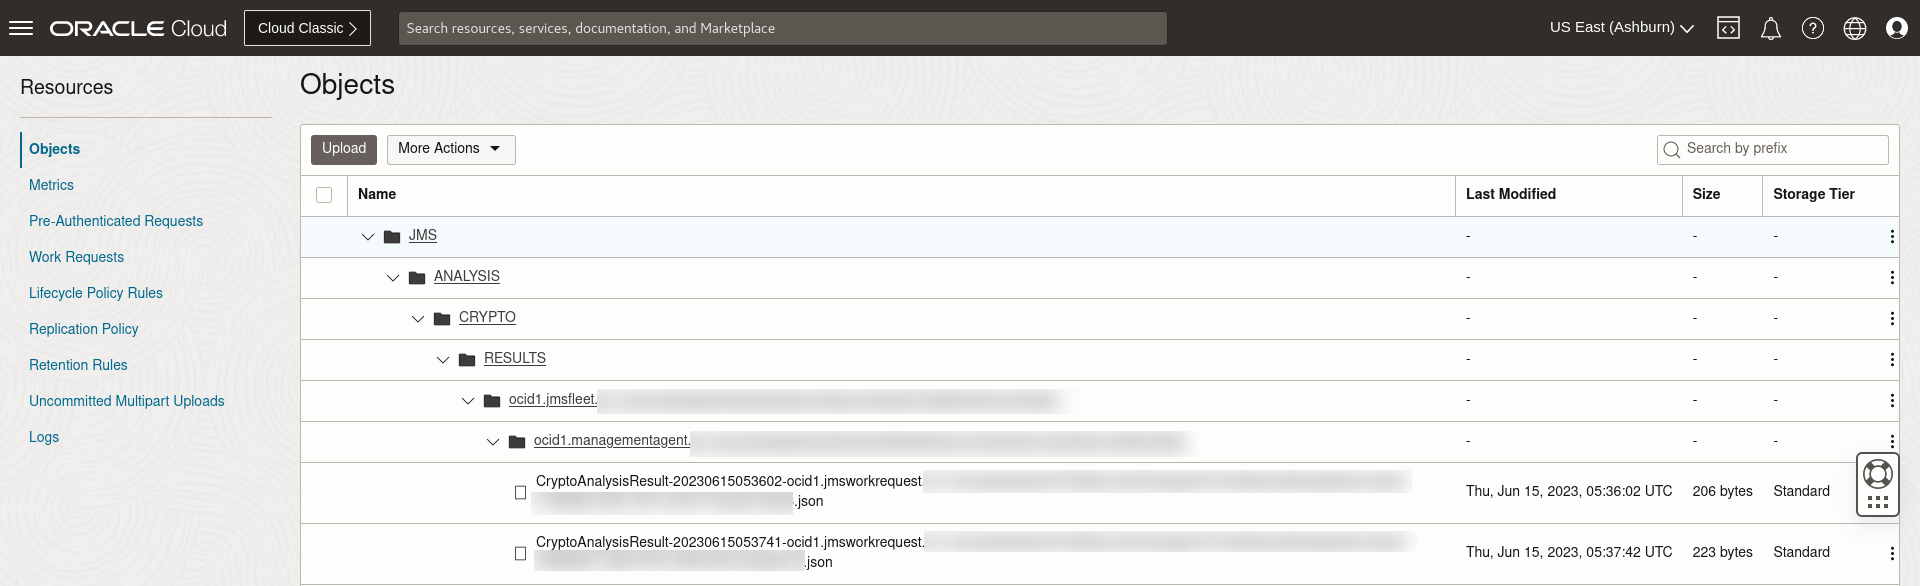 ORACLE Cloud
Cloud Classic
Search resources, services, documentation, and Marketplace
US East (Ashburn)
Resources
Objects
Metrics
Pre-Authenticated Requests
Work Requests
Lifecycle Policy Rules
Replication Policy
Retention Rules
Uncommitted Multipart Uploads
Logs
Objects
Upload More Actions Search by prefix
Name Last Modified Size Storage Tier
JMS - - -
ANALYSIS - - -
CRYPTO - - -
RESULTS - - -
ocid1.jmsfleet. - - -
ocid1.managementagent. - - -
CryptoAnalysisResult-20230615053602-ocid1.jmsworkrequest.
.json Thu, Jun 15, 2023, 05:36:02 UTC 206 bytes Standard
CryptoAnalysisResult-20230615053741-ocid1.jmsworkrequest.
.json Thu, Jun 15, 2023, 05:37:42 UTC 223 bytes Standard